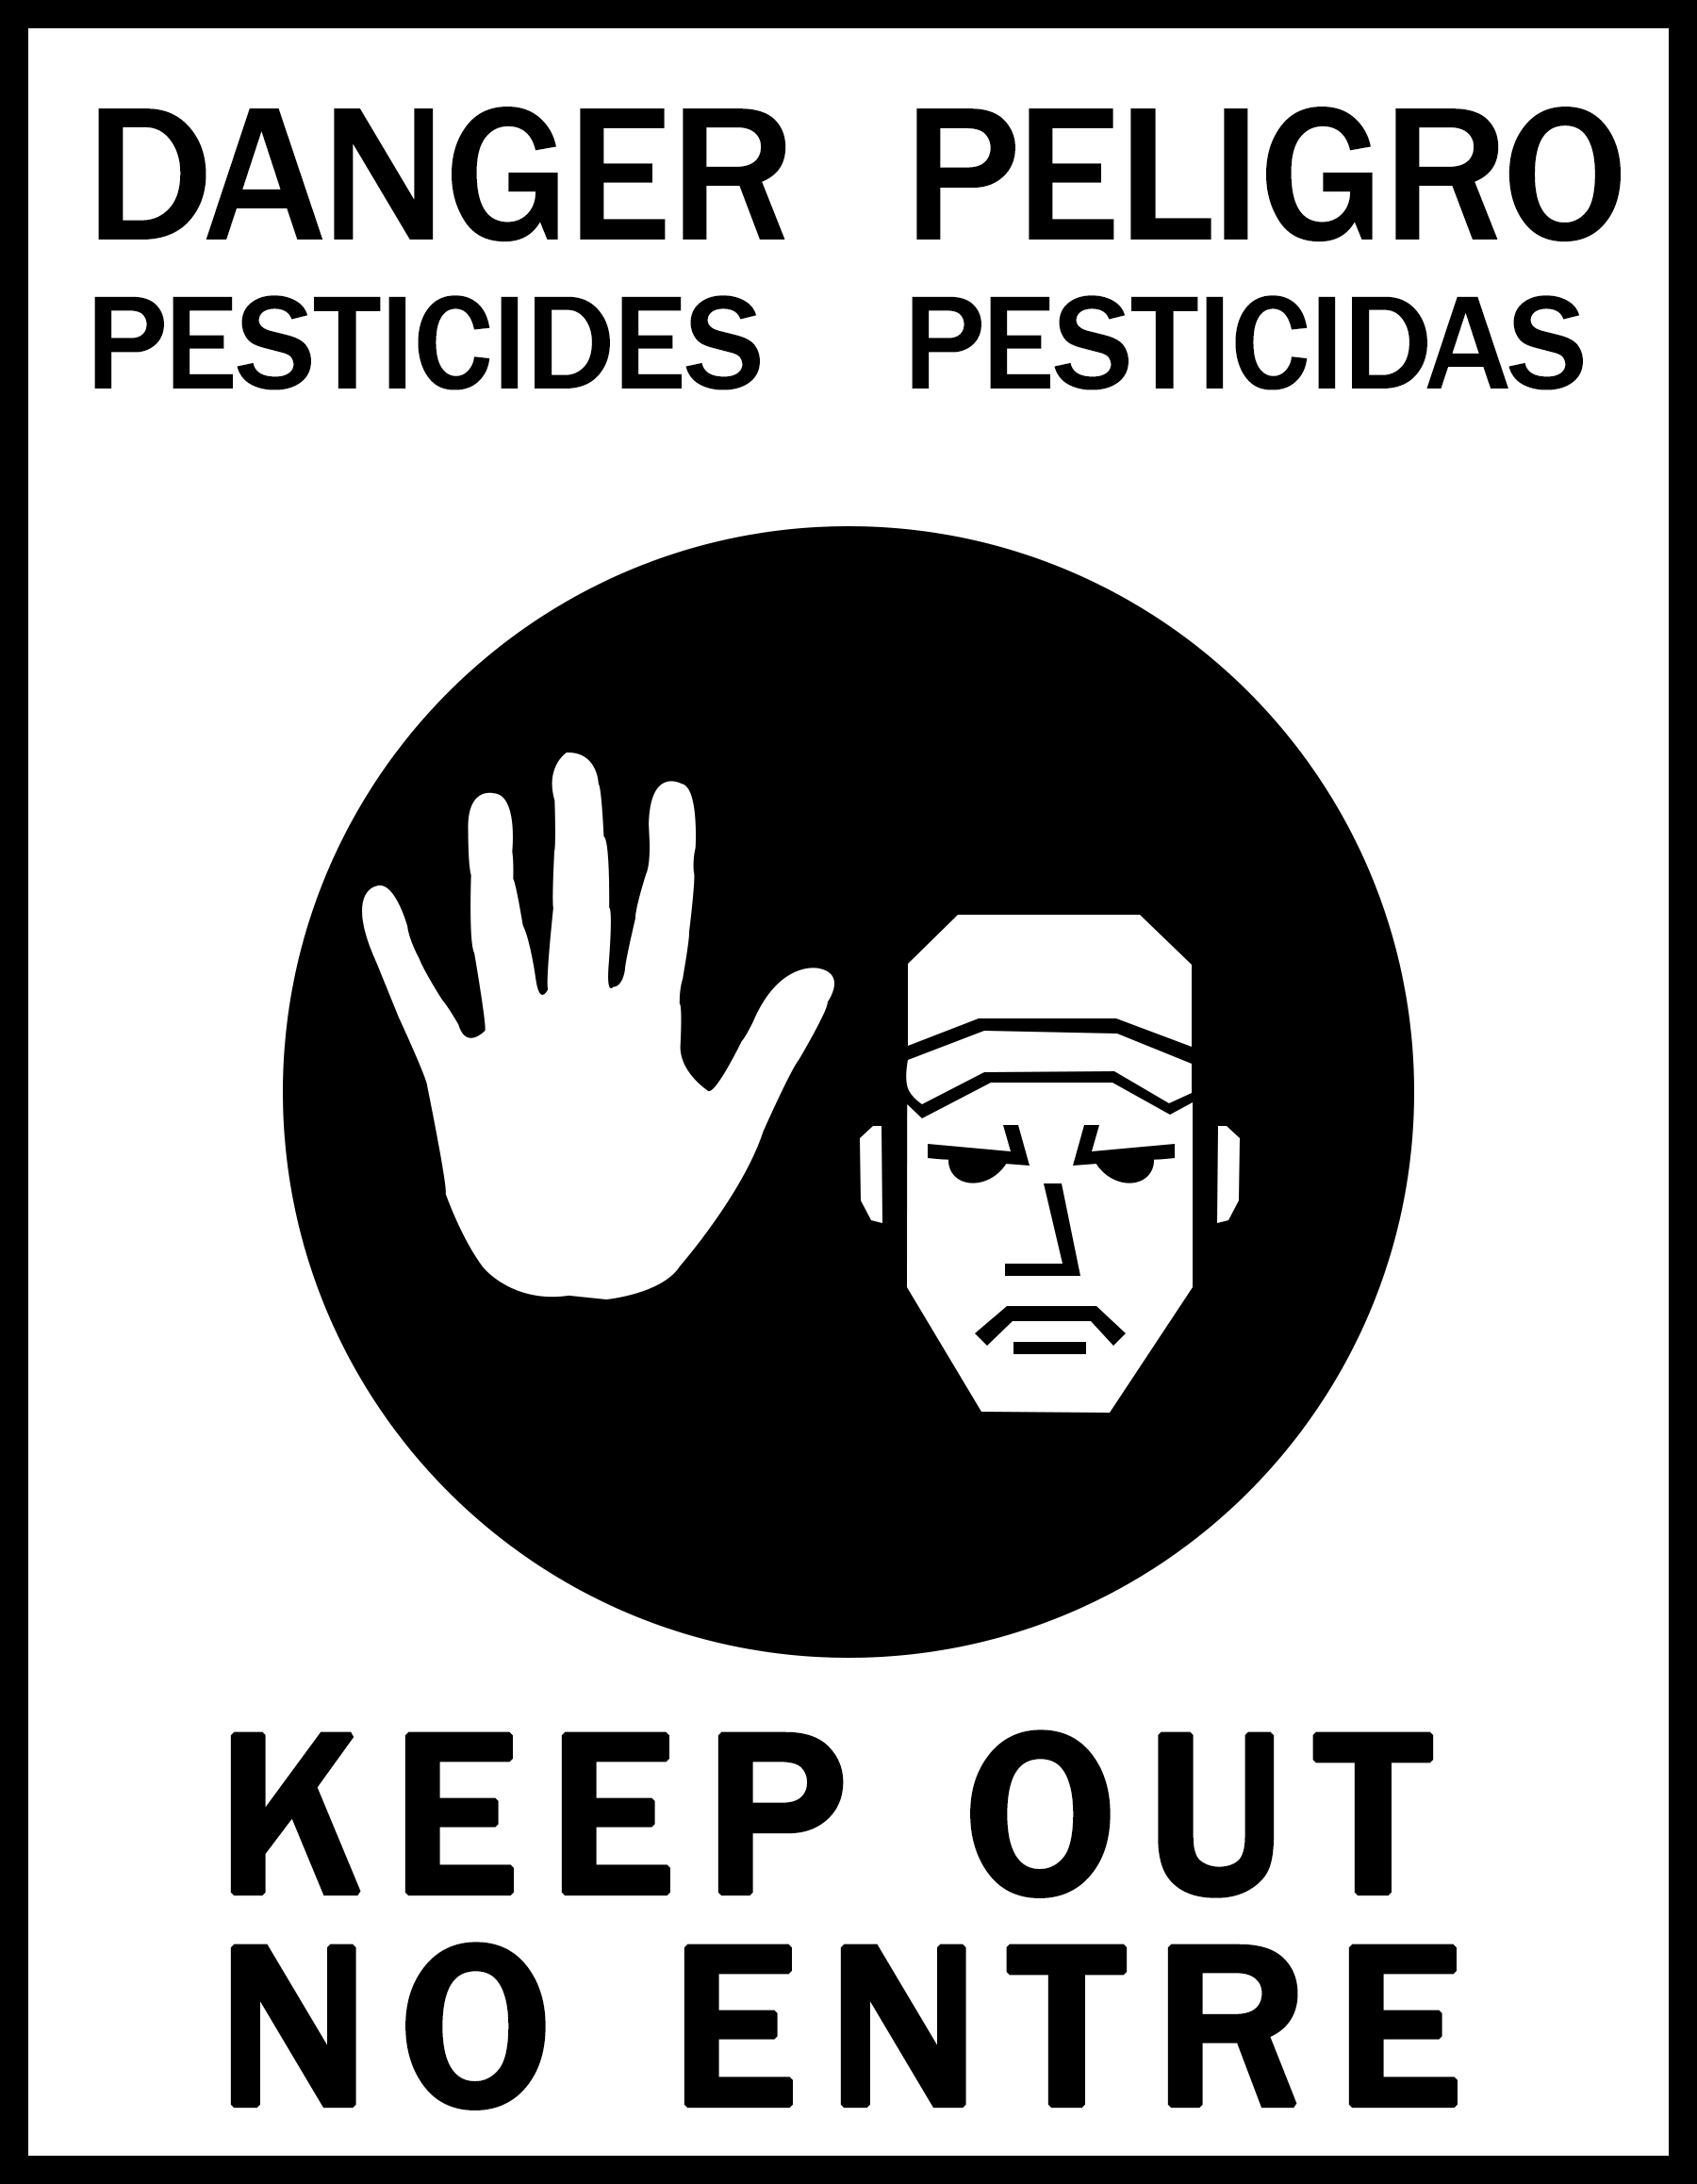 DANGER PELIGRO
PESTICIDES PESTICIDAS
KEEP OUT
NO ENTRE